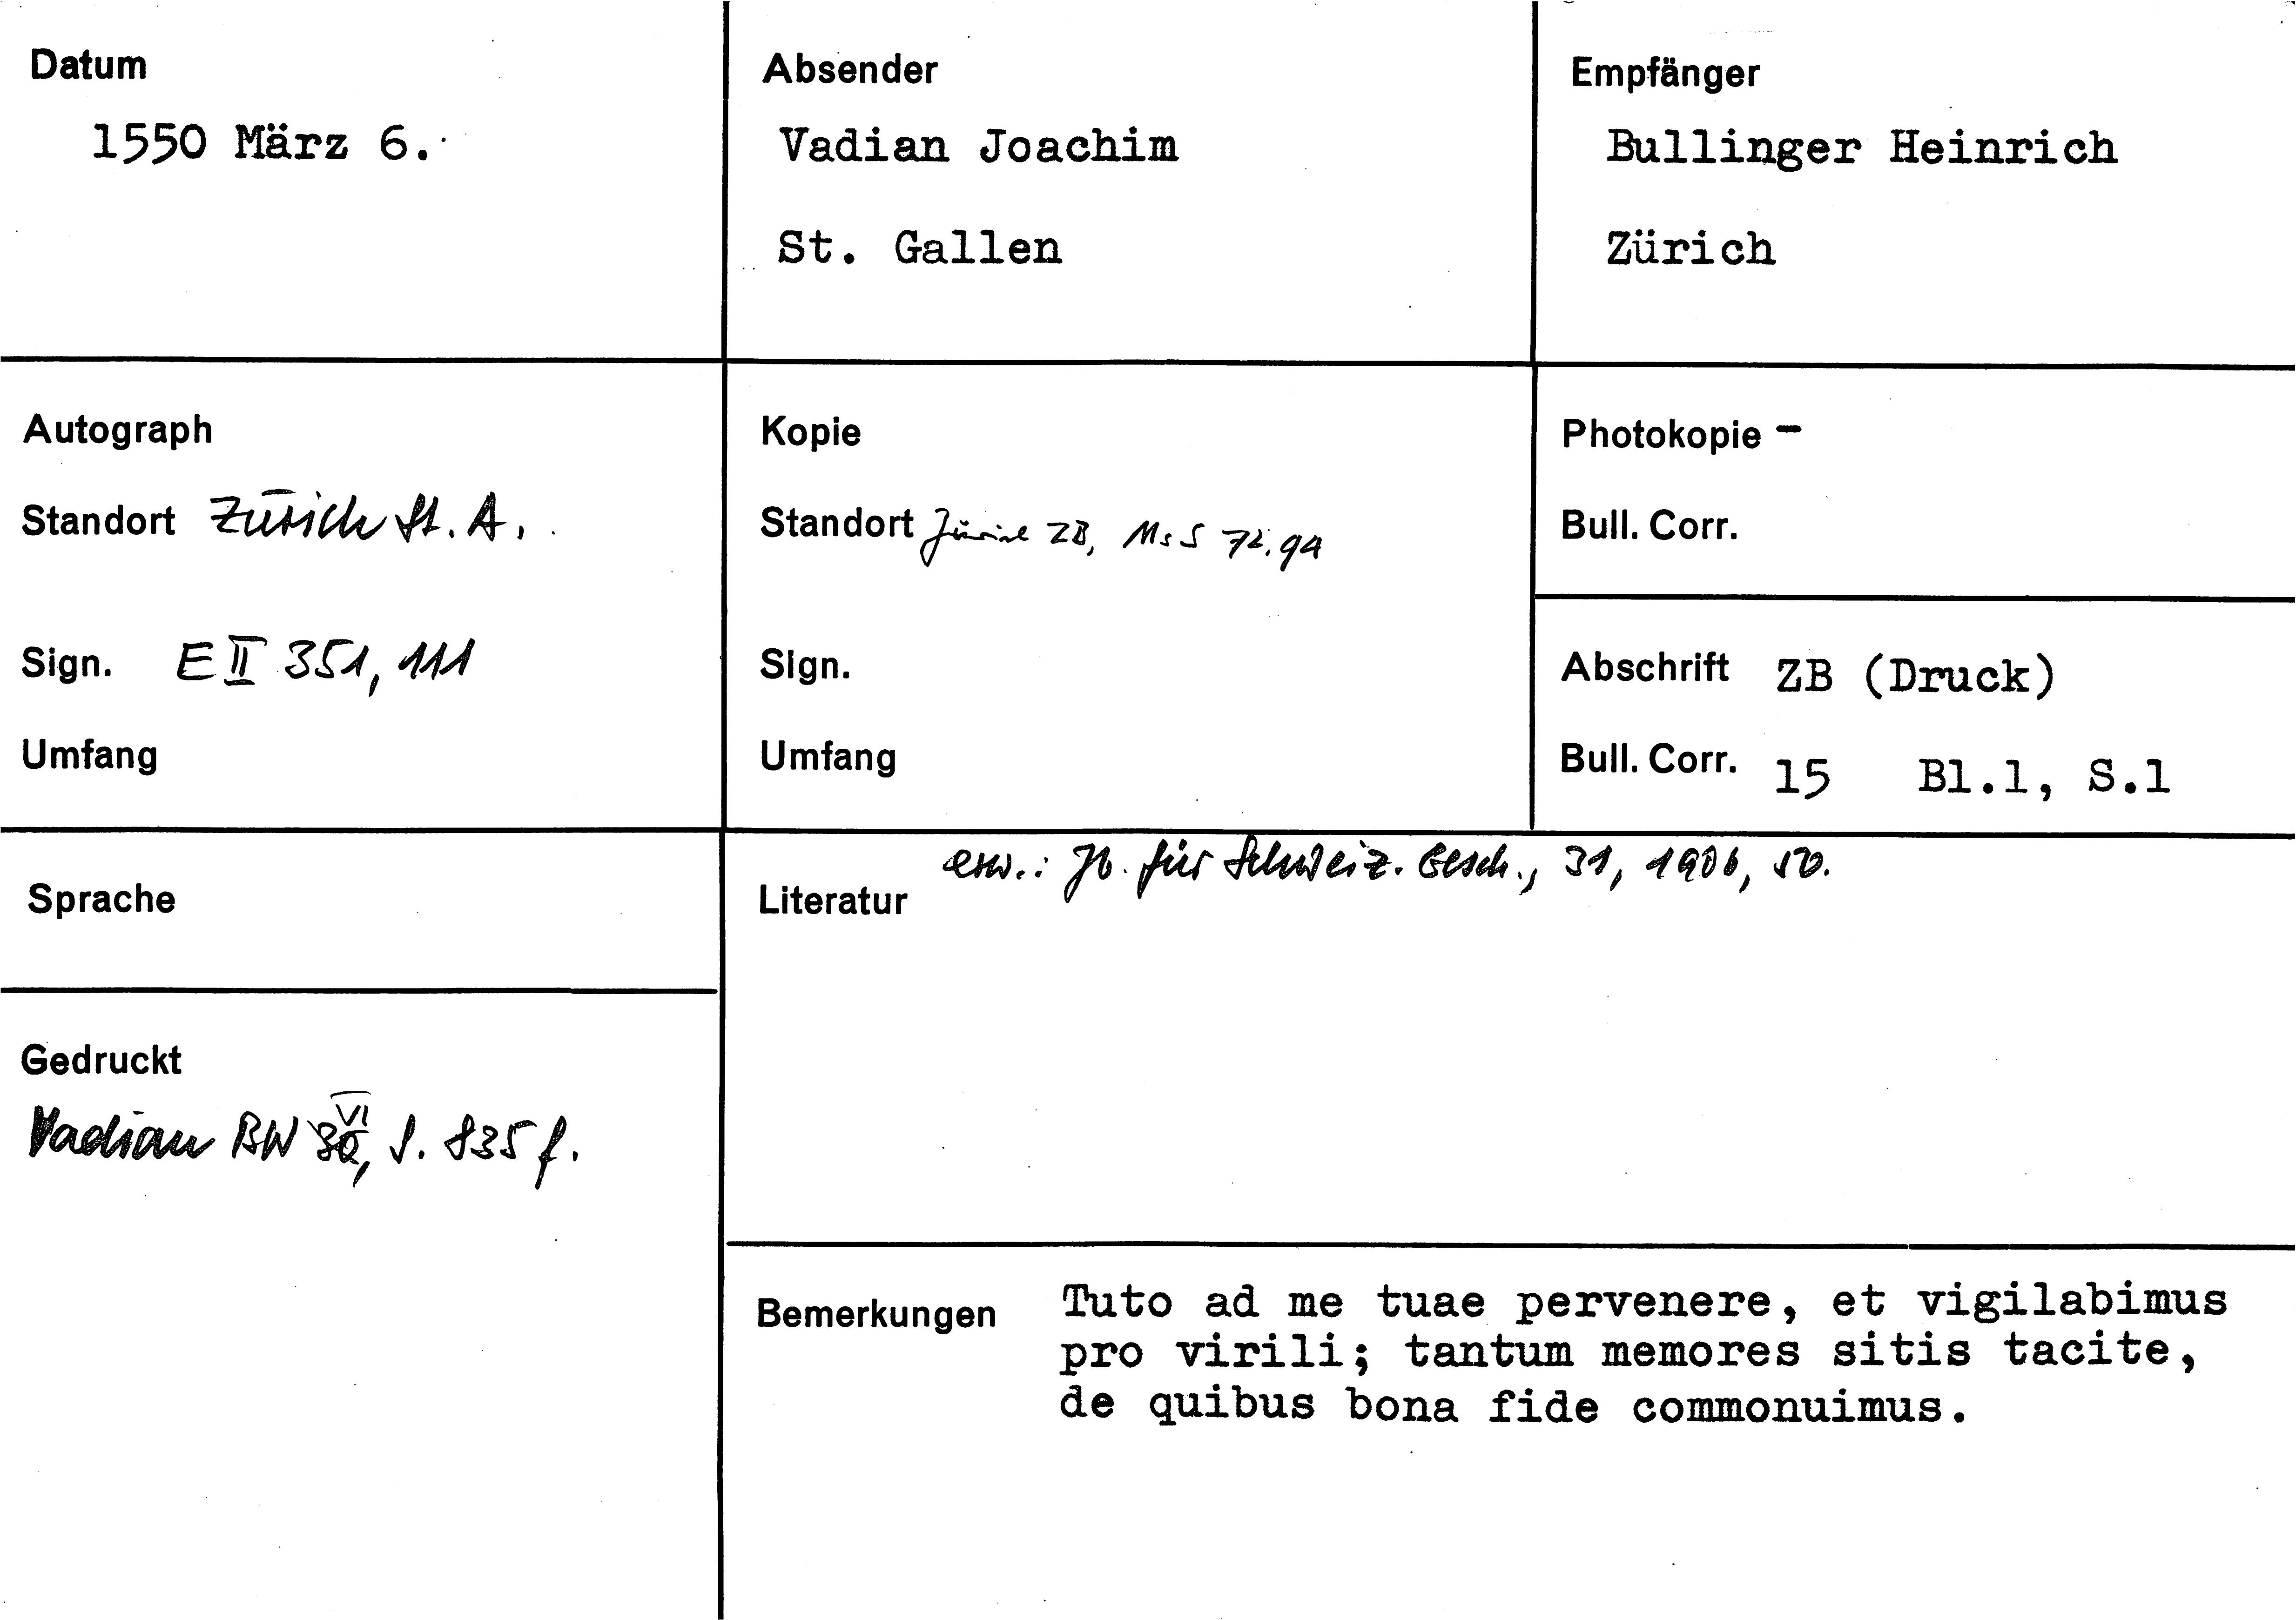 Datum
1550 März 6.
Absender
Vadian Joachim
St. Gallen
Empfänger
Bullinger Heinrich
Zürich
Autograph
Standort Zürich St. A.
Sign. E II 351, 111
Umfang
Kopie
Standort Zürich ZB, Ms S 72.94
Sign.
Umfang
Photokopie -
Bull. Corr.
Abschrift ZB (Druck)
Bull. Corr. 15 Bl.1, S.1
Sprache
Gedruckt
Vadian BW VI, S. 835 f.
Literatur erw.: Jb. für Schweiz. Gesch., 31, 1906, 50.
Bemerkungen Tuto ad me tuae pervenere, et vigilabimus
pro virili; tantum memores sitis tacite,
de quibus bona fide commonuimus.